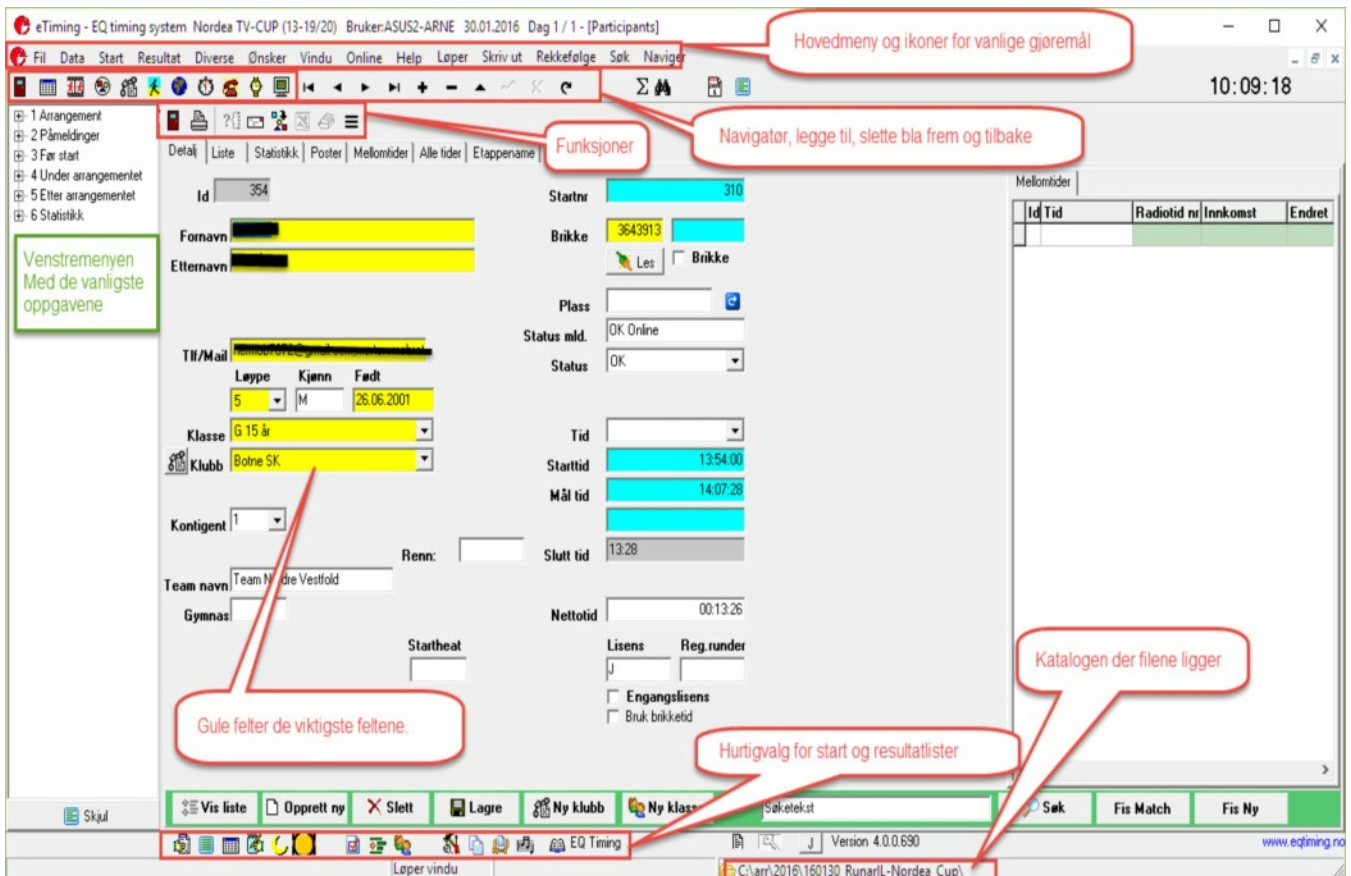 eTiming - EQ timing system Nordea TV-CUP (13-19/20) Bruker:ASUS2-ARNE 30.01.2016 Dag 1 / 1 - [Participants]
Hovedmeny og ikoner for vanlige gjøremål
Fil Data Start Resultat Diverse Ønsker Vindu Online Help Løper Skriv ut Rekkefølge Søk Naviger
10:09:18
Navigatør, legge til, slette bla frem og tilbake
1 Arrangement
2 Påmeldinger
3 Før start
4 Under arrangementet
5 Etter arrangementet
6 Statistikk
Funksjoner
Detalj Liste Statistikk Poster Mellomtider Alle tider Etappename
Venstremenyen
Med de vanligste
oppgavene
Id 354
Startnr 310
Fornavn
Brikke 3643913
Etternavn
Les Brikke
Plass
Status mld. OK Online
Tlf/Mail
Status OK
Løype Kjønn Født
5 M 26.06.2001
Klasse G 15 år
Tid
Klubb Botne SK
Starttid 13:54:00
Mål tid 14:07:28
Kontigent 1
Renn:
Slutt tid 13:28
Team navn Team
Vestfold
Gymnas
Nettotid 00:13:26
Startheat
Lisens Reg.runder
J
Engangslisens
Bruk brikketid
Mellomtider
Id Tid Radiotid nr Innkomst Endret
Gule felter de viktigste feltene.
Katalogen der filene ligger
Hurtigvalg for start og resultatlister
Skjul
Vis liste Opprett ny Slett Lagre Ny klubb Ny klasse Søketekst Søk Fis Match Fis Ny
EQ Timing
J Version 4.0.0.690
www.eqtiming.no
Løper vindu
C:\arr\2016\160130_RunarIL-Nordea_Cup\